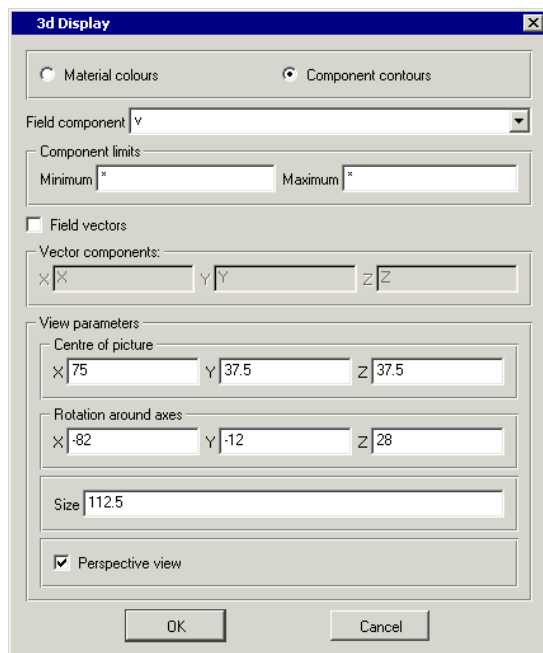 3d Display
Material colours Component contours
Field component v
Component limits
Minimum * Maximum *
Field vectors
Vector components:
X X Y Y Z Z
View parameters
Centre of picture
X 75 Y 37.5 Z 37.5
Rotation around axes
X -82 Y -12 Z 28
Size 112.5
Perspective view
OK Cancel